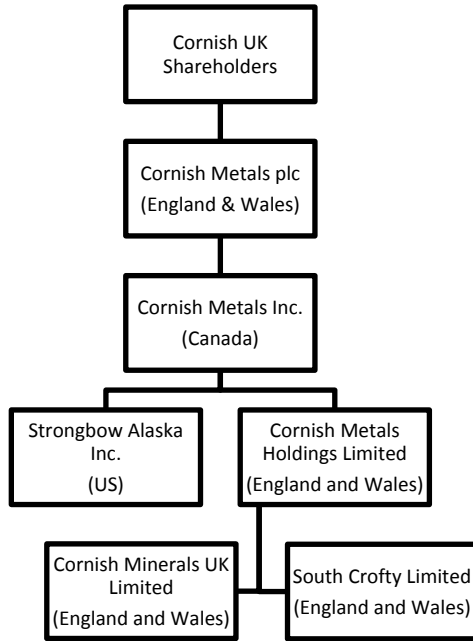 Cornish UK
Shareholders
Cornish Metals plc
(England & Wales)
Cornish Metals Inc.
(Canada)
Strongbow Alaska
Inc.
(US)
Cornish Metals
Holdings Limited
(England and Wales)
Cornish Minerals UK
Limited
(England and Wales)
South Crofty Limited
(England and Wales)